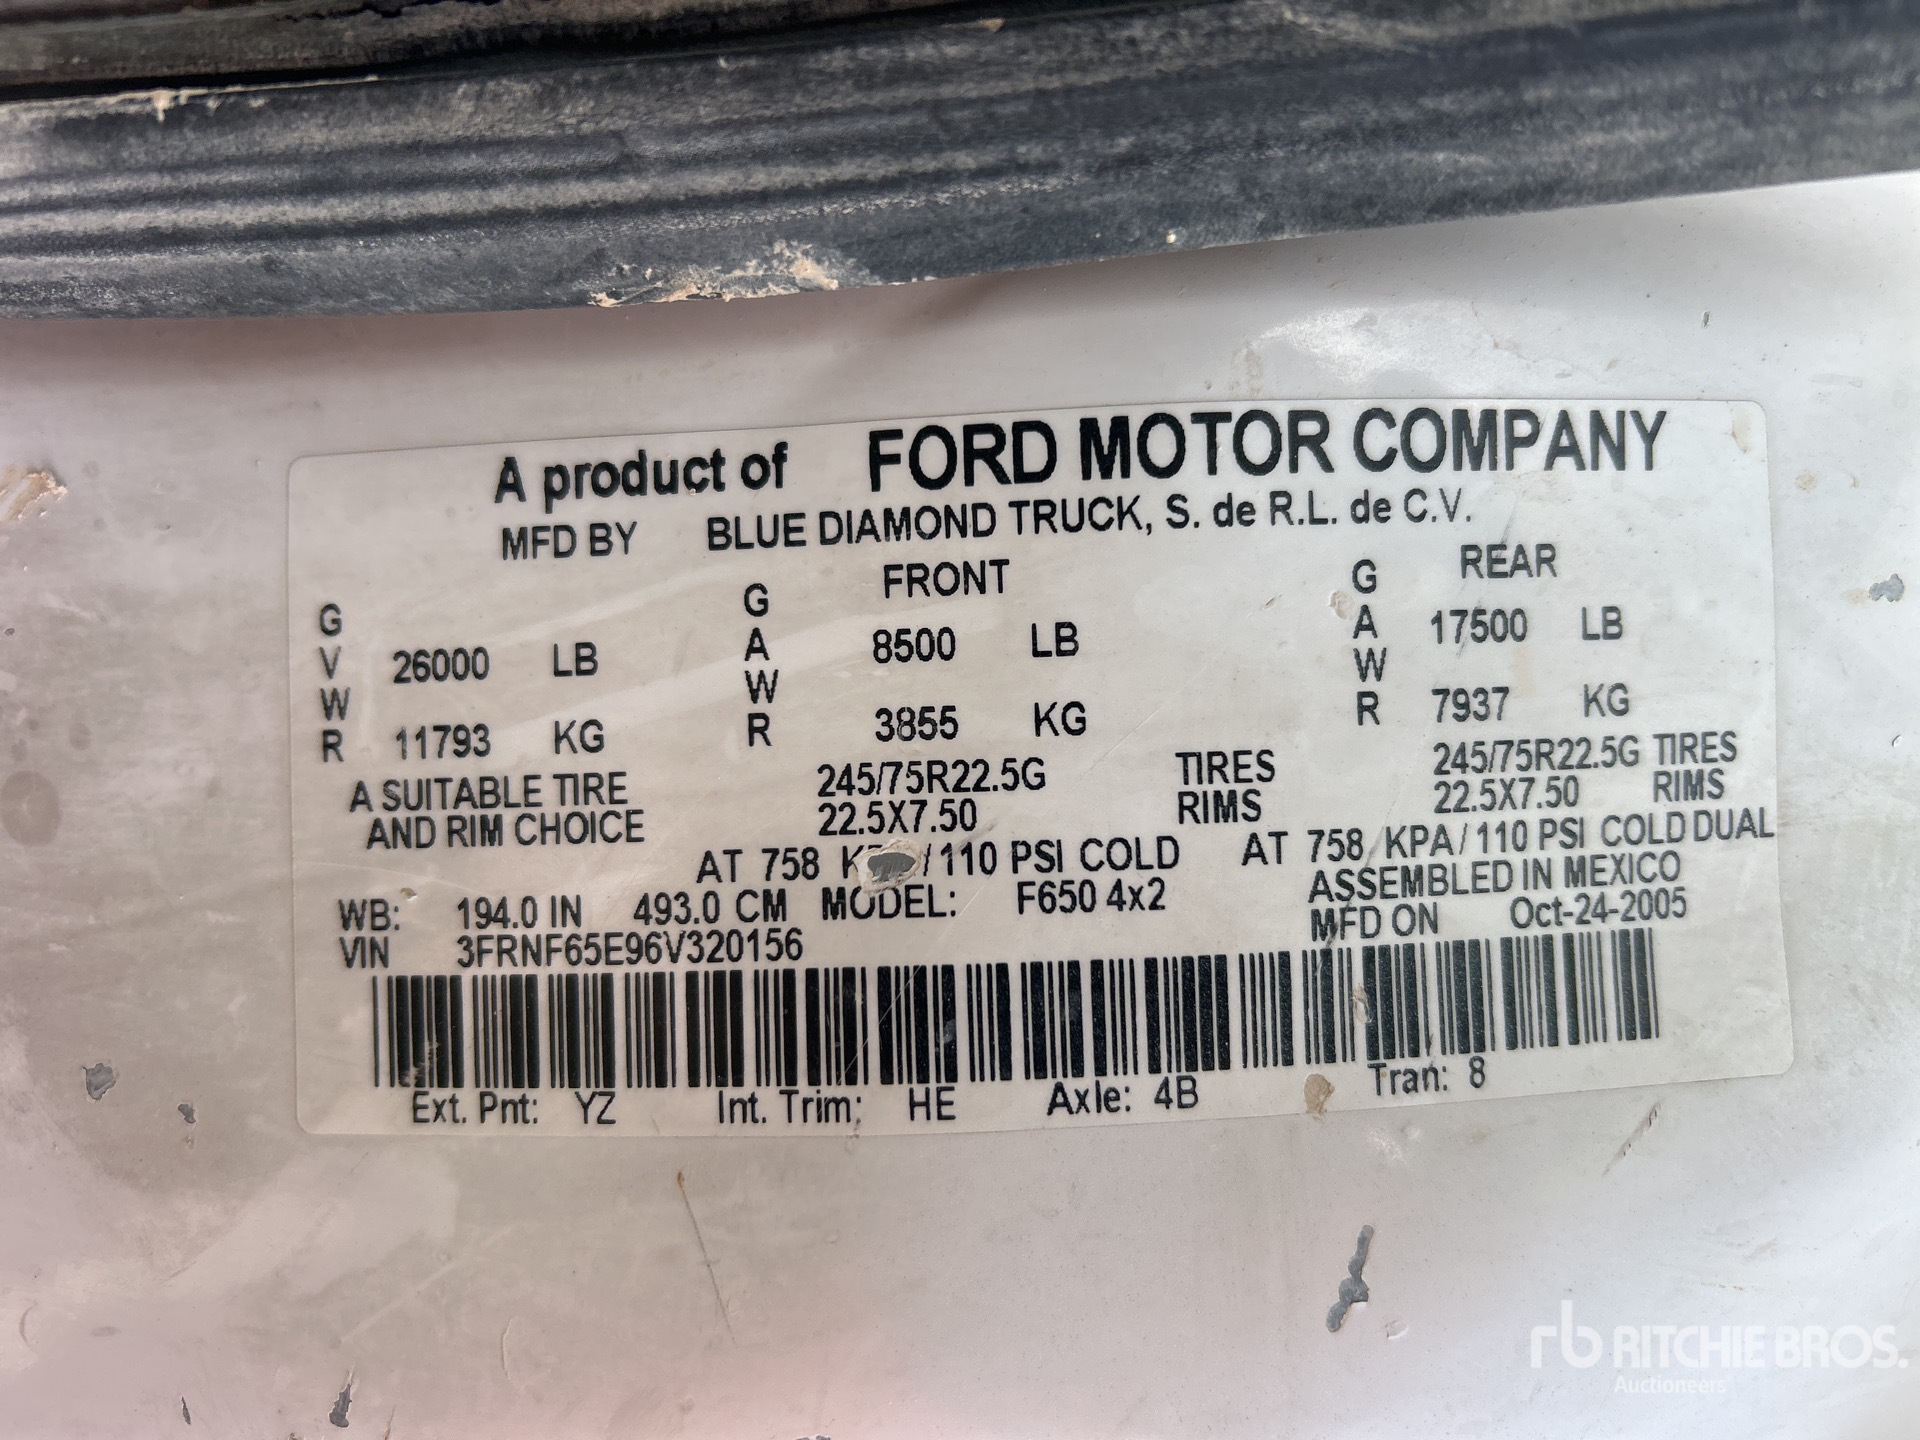 A product of FORD MOTOR COMPANY
MFD BY BLUE DIAMOND TRUCK, S. de R.L. de C.V.
GVWR 26000 LB 11793 KG
GAWR FRONT 8500 LB 3855 KG
GAWR REAR 17500 LB 7937 KG
A SUITABLE TIRE 245/75R22.5G TIRES 245/75R22.5G TIRES
AND RIM CHOICE 22.5X7.50 RIMS 22.5X7.50 RIMS
AT 758 /110 PSI COLD AT 758 KPA/110 PSI COLD DUAL
WB: 194.0 IN 493.0 CM MODEL: F650 4x2 ASSEMBLED IN MEXICO
VIN 3FRNF65E96V320156 MFD ON Oct-24-2005
Ext. Pnt: YZ Int. Trim: HE Axle: 4B Tran: 8
rb RITCHIE BROS.
Auctioneers